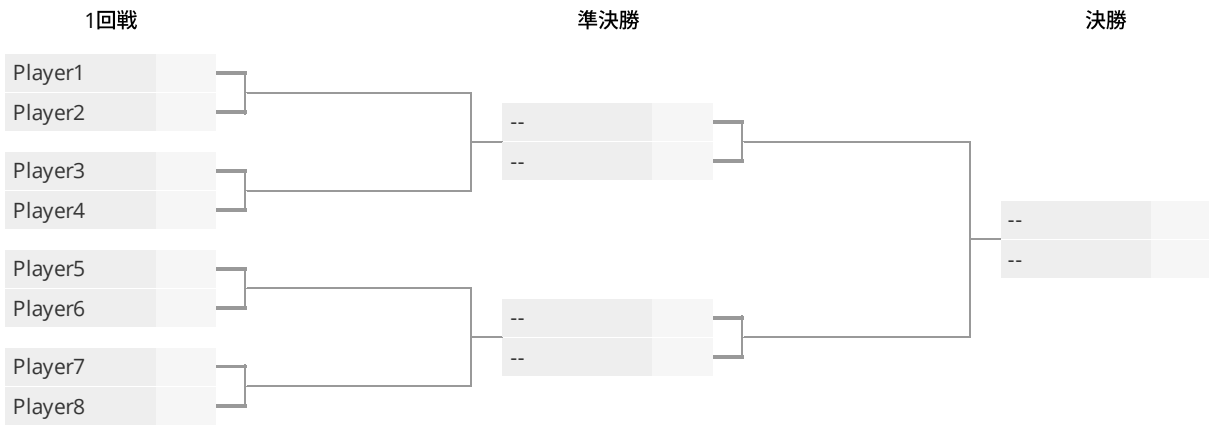 1回戦
準決勝
決勝
Player1
Player2
Player3
Player4
Player5
Player6
Player7
Player8
--
--
--
--
--
--